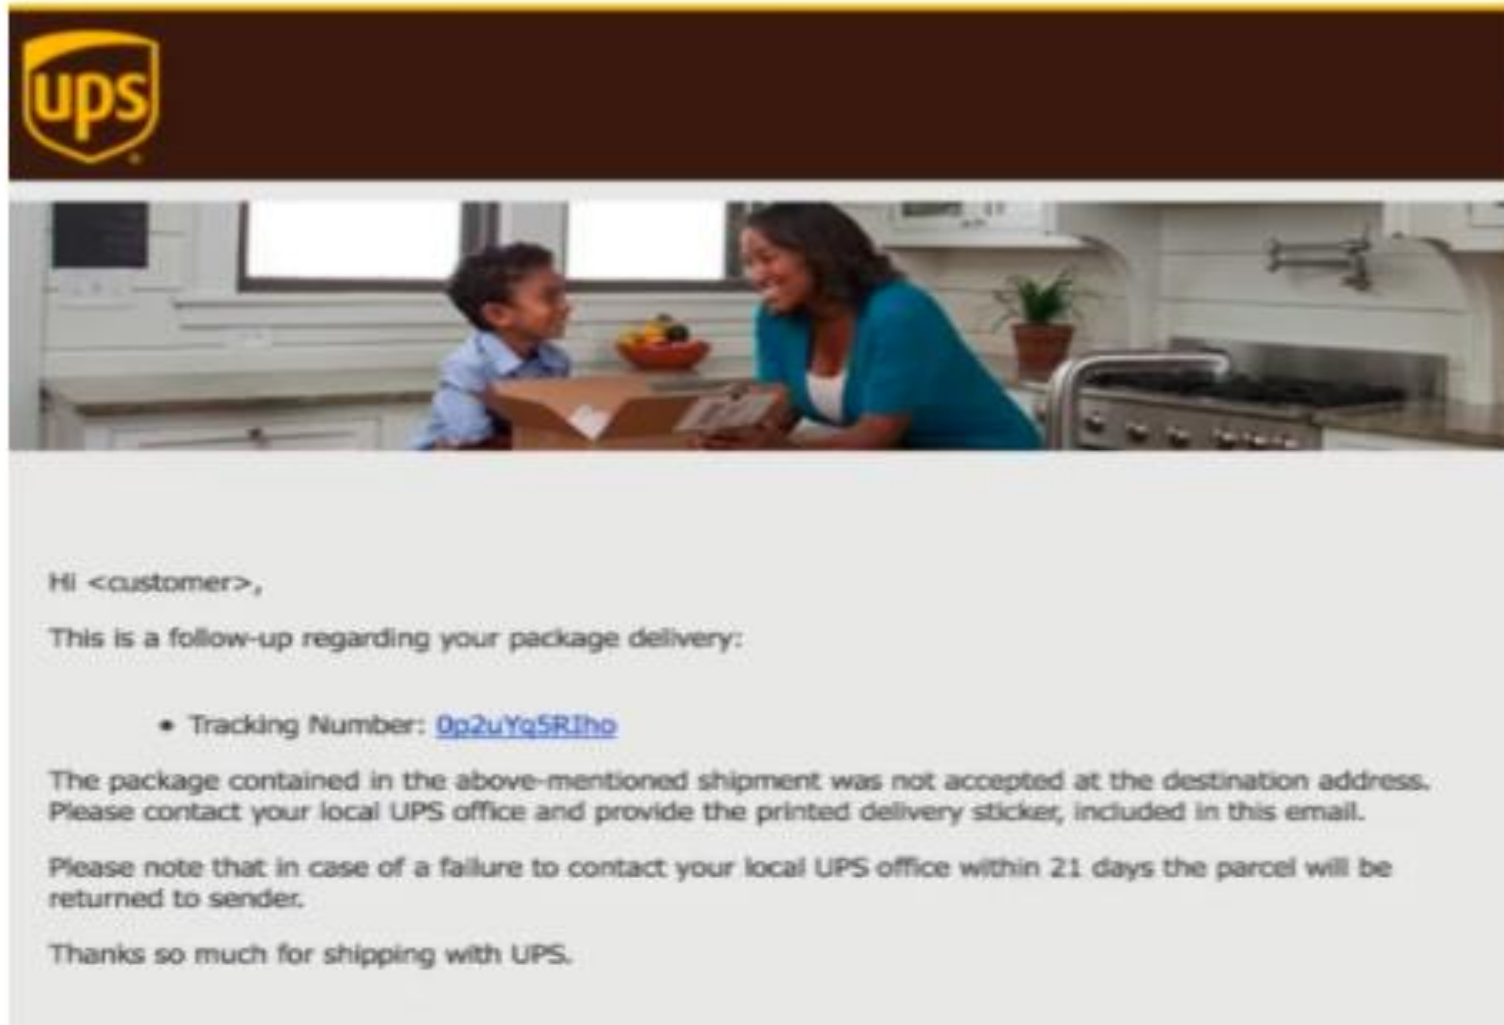 ups
Hi <customer>,
This is a follow-up regarding your package delivery:
• Tracking Number: 0p2uYq5RIho
The package contained in the above-mentioned shipment was not accepted at the destination address.
Please contact your local UPS office and provide the printed delivery sticker, included in this email.
Please note that in case of a failure to contact your local UPS office within 21 days the parcel will be
returned to sender.
Thanks so much for shipping with UPS.